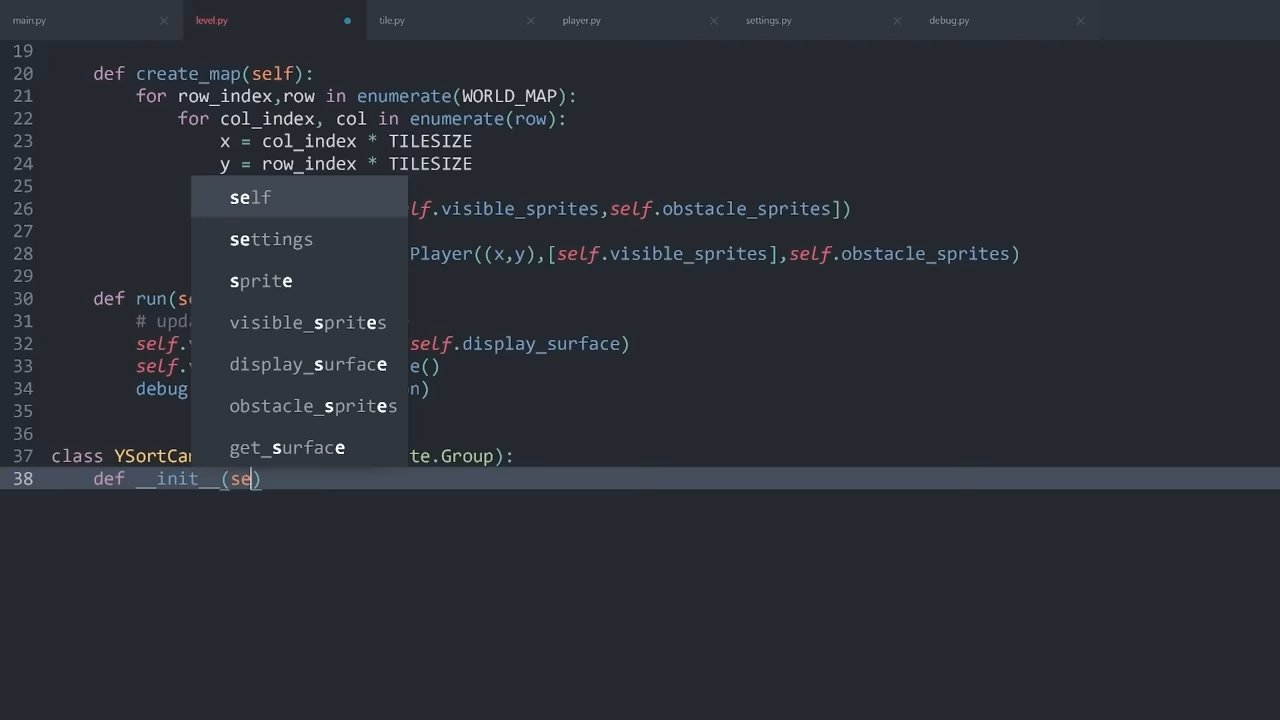 main.py
level.py
tile.py
player.py
settings.py
debug.py
19
20 def create_map(self):
21 for row_index,row in enumerate(WORLD_MAP):
22 for col_index, col in enumerate(row):
23 x = col_index * TILESIZE
24 y = row_index * TILESIZE
25
self
26 lf.visible_sprites,self.obstacle_sprites])
27
settings
28 Player((x,y),[self.visible_sprites],self.obstacle_sprites)
29
sprite
30 def run(se
31 # upda
visible_sprites
32 self. self.display_surface)
33 self. e()
display_surface
34 debug n)
35
obstacle_sprites
36
get_surface
37 class YSortCa te.Group):
38 def __init__(se)